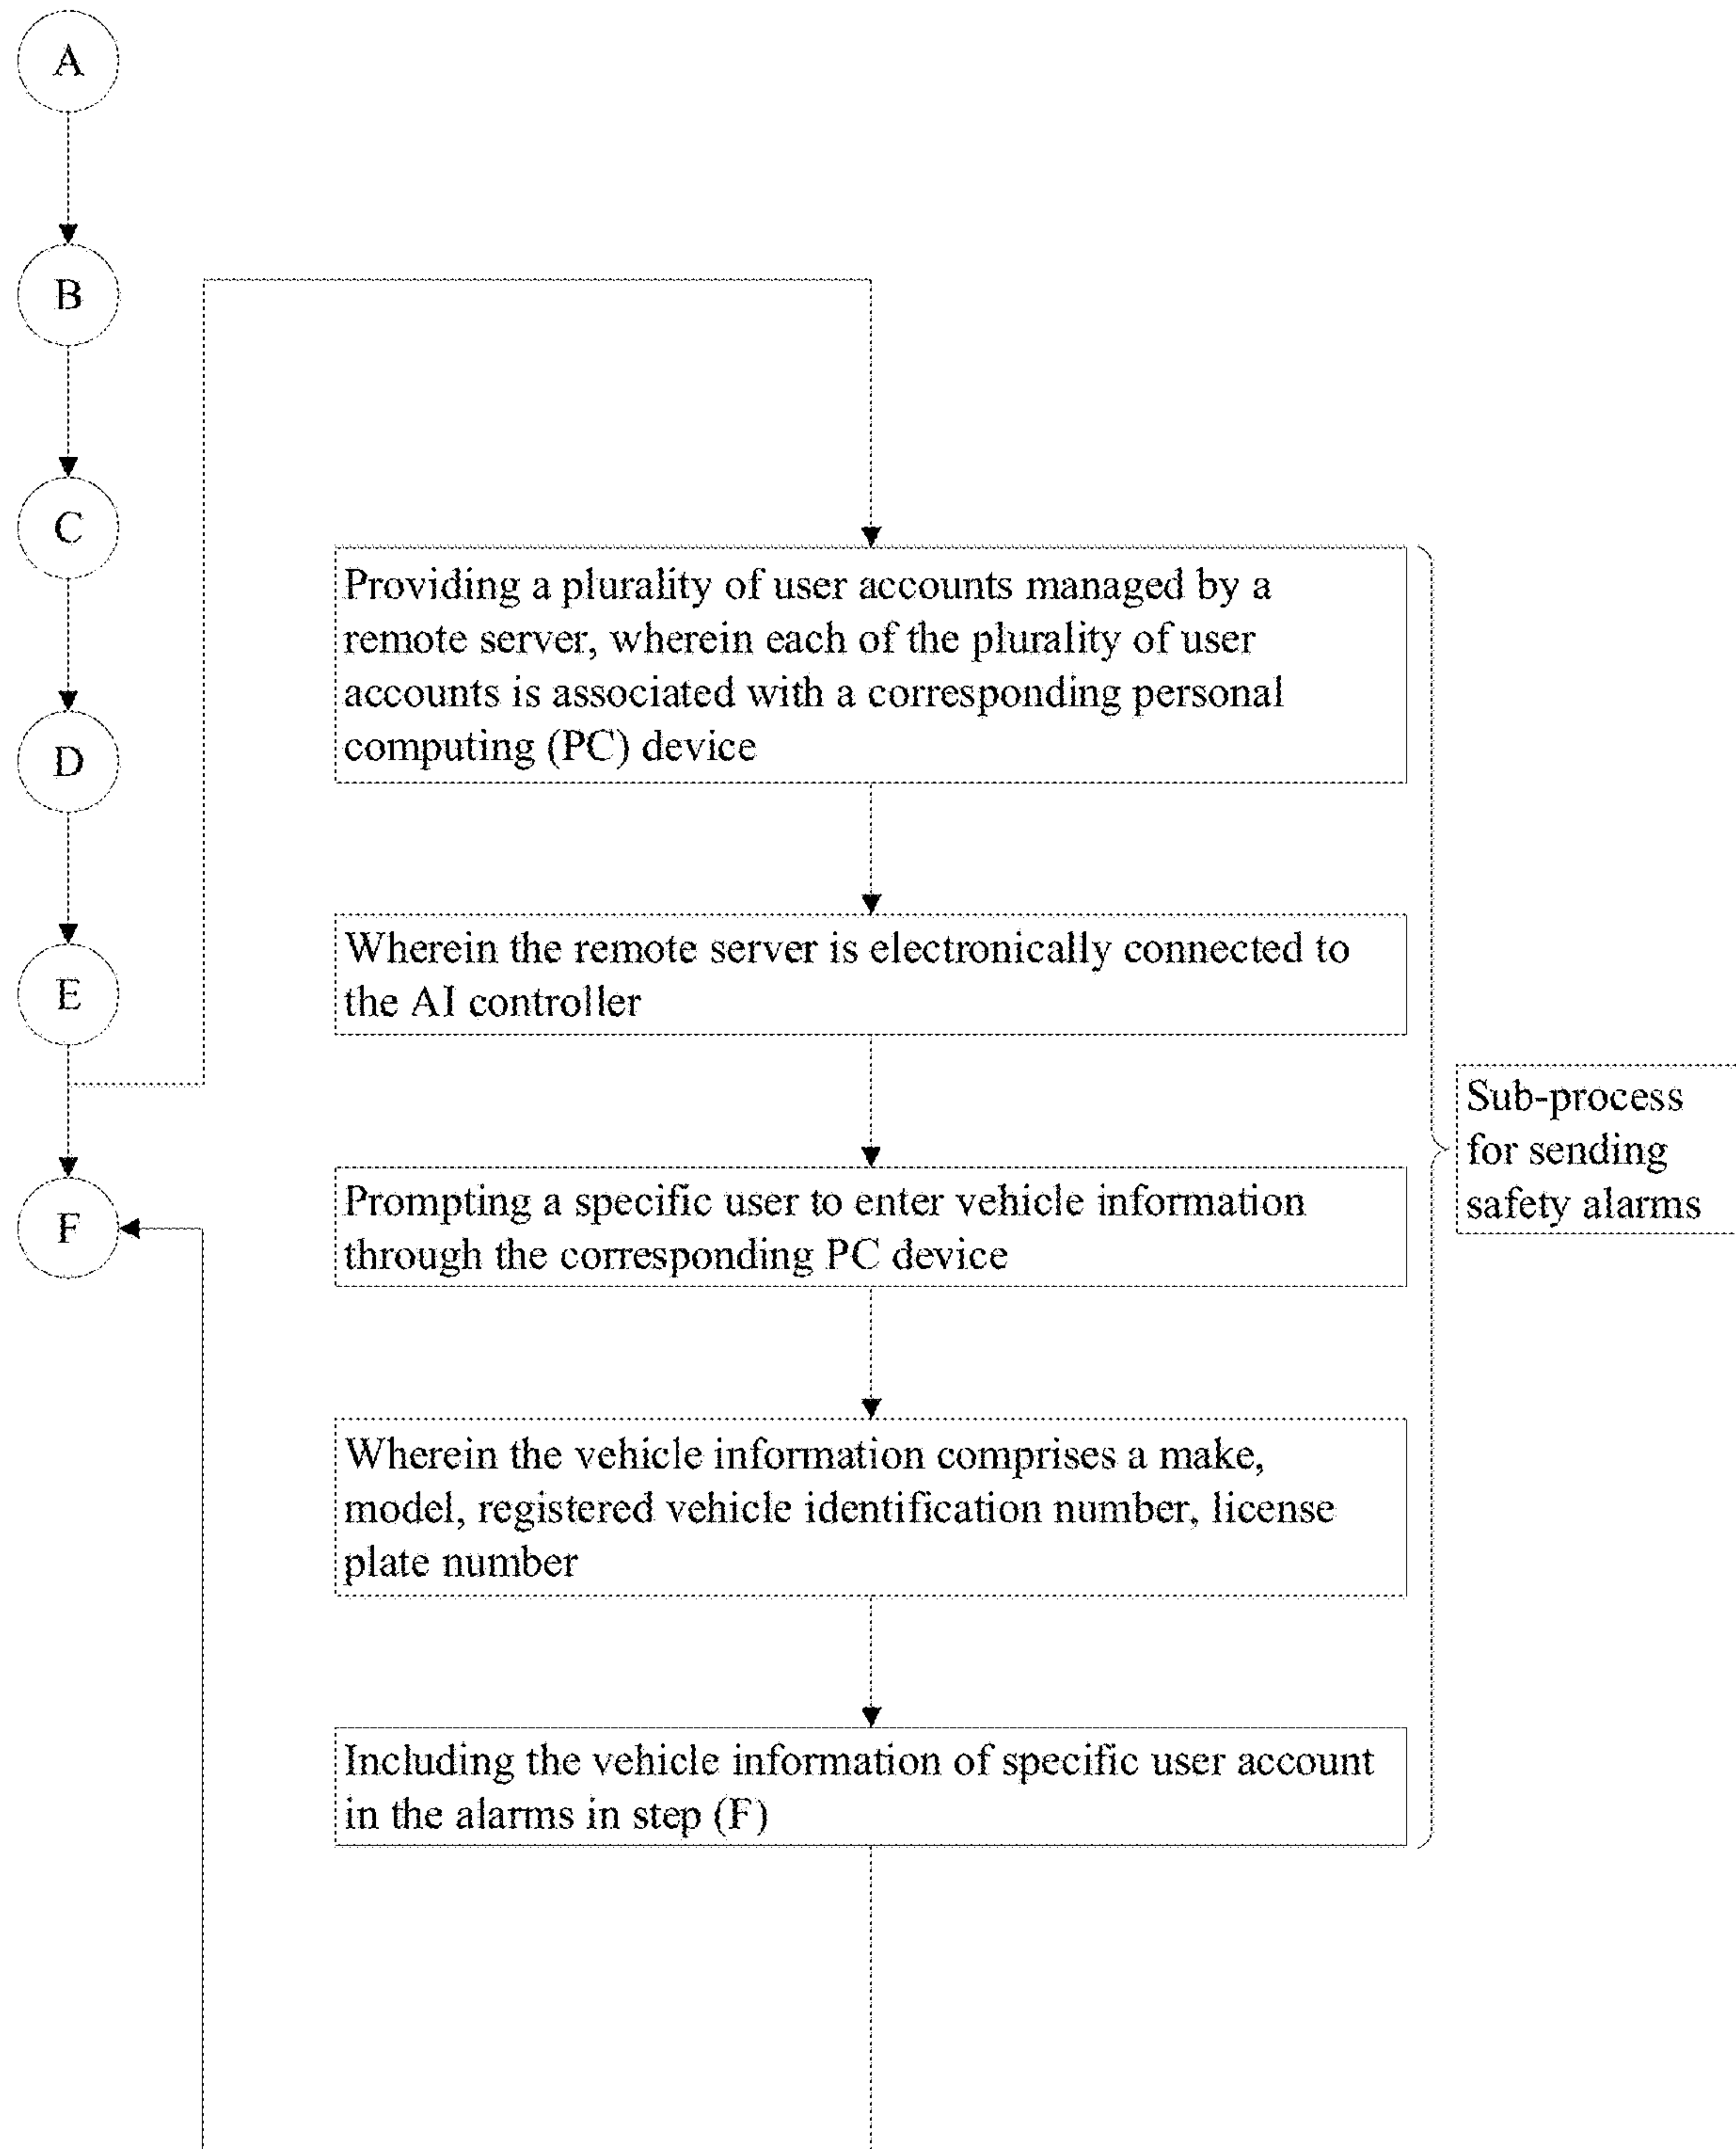 A
B
C
D
E
F
Providing a plurality of user accounts managed by a
remote server, wherein each of the plurality of user
accounts is associated with a corresponding personal
computing (PC) device
Wherein the remote server is electronically connected to
the AI controller
Prompting a specific user to enter vehicle information
through the corresponding PC device
Wherein the vehicle information comprises a make,
model, registered vehicle identification number, license
plate number
Including the vehicle information of specific user account
in the alarms in step (F)
Sub-process
for sending
safety alarms